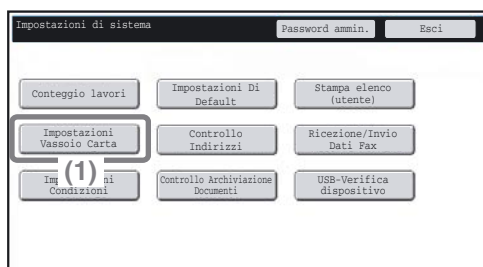 Impostazioni di sistema
Password ammin.
Esci
Conteggio lavori
Impostazioni Di
Default
Stampa elenco
(utente)
Impostazioni
Vassoio Carta
Controllo
Indirizzi
Ricezione/Invio
Dati Fax
(1)
Condizioni
Controllo Archiviazione
Documenti
USB-Verifica
dispositivo